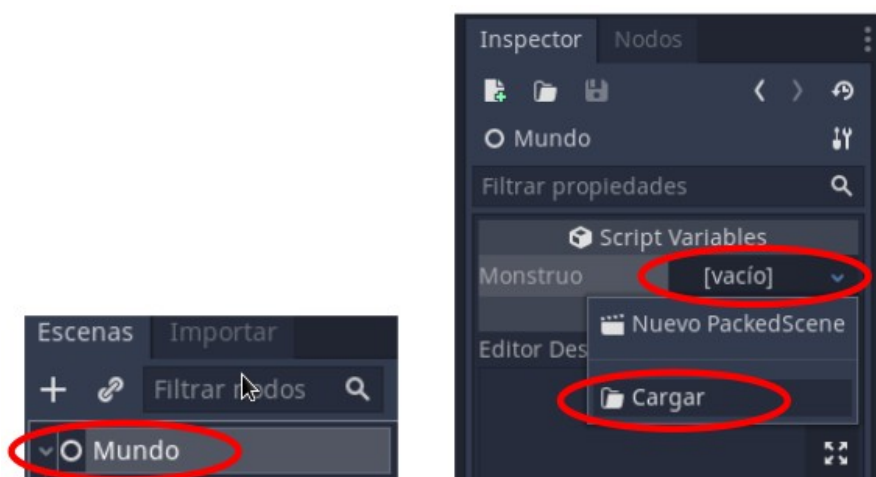 Escenas Importar
Filtrar nodos
Mundo
Inspector Nodos
Mundo
Filtrar propiedades
Script Variables
Monstruo [vacío]
Nuevo PackedScene
Editor Des
Cargar